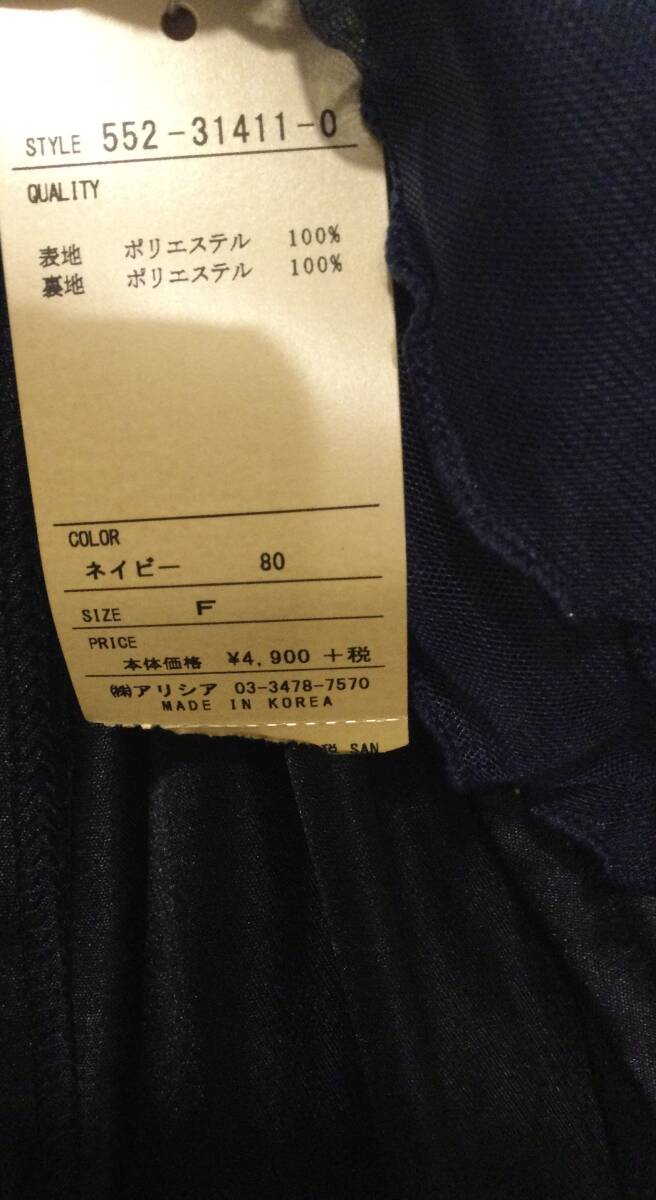 STYLE 552-31411-0
QUALITY
表地 ポリエステル 100%
裏地 ポリエステル 100%
COLOR
ネイビー 80
SIZE F
PRICE
本体価格 ¥4,900 +税
㈱アリシア 03-3478-7570
MADE IN KOREA
税 SAN